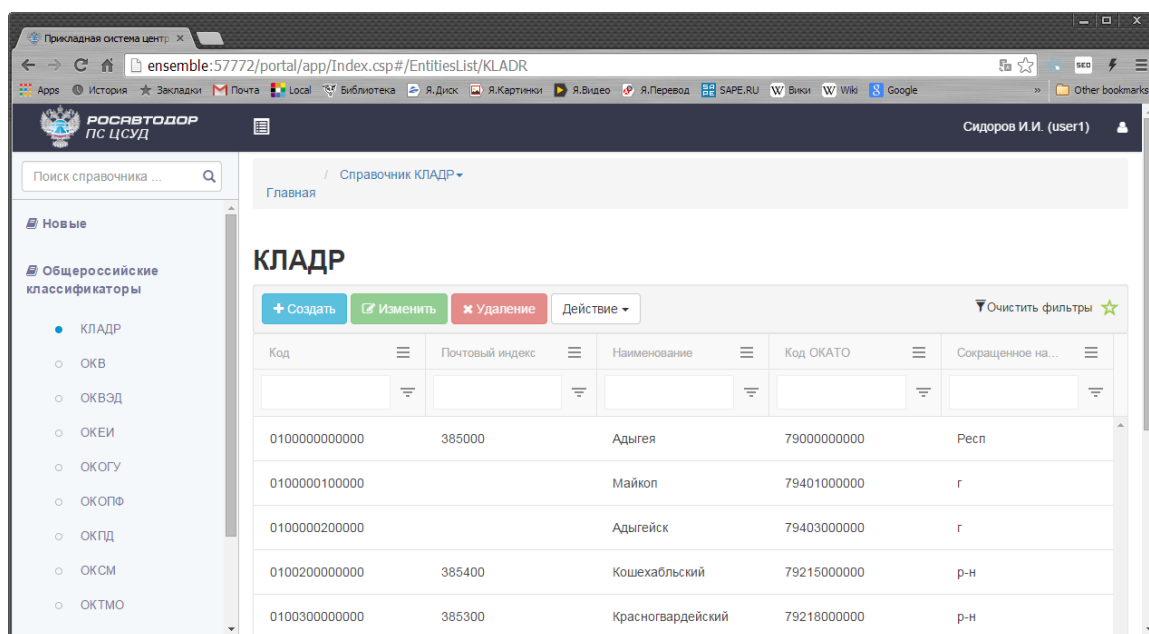 Прикладная система центр
ensemble:57772/portal/app/Index.csp#/EntitiesList/KLADR
Apps История Закладки Почта Local Библиотека Я.Диск Я.Картинки Я.Видео Я.Перевод SAPE.RU Вики Wiki Google » Other bookmarks
РОСАВТОДОР
ПС ЦСУД
Сидоров И.И. (user1)
Поиск справочника ...
/ Справочник КЛАДР
Главная
Новые
Общероссийские
классификаторы
КЛАДР
ОКВ
ОКВЭД
ОКЕИ
ОКОГУ
ОКОПФ
ОКПД
ОКСМ
ОКТМО
КЛАДР
Создать Изменить Удаление Действие Очистить фильтры
Код Почтовый индекс Наименование Код ОКАТО Сокращенное на...
0100000000000 385000 Адыгея 79000000000 Респ
0100000100000 Майкоп 79401000000 г
0100000200000 Адыгейск 79403000000 г
0100200000000 385400 Кошехабльский 79215000000 р-н
0100300000000 385300 Красногвардейский 79218000000 р-н